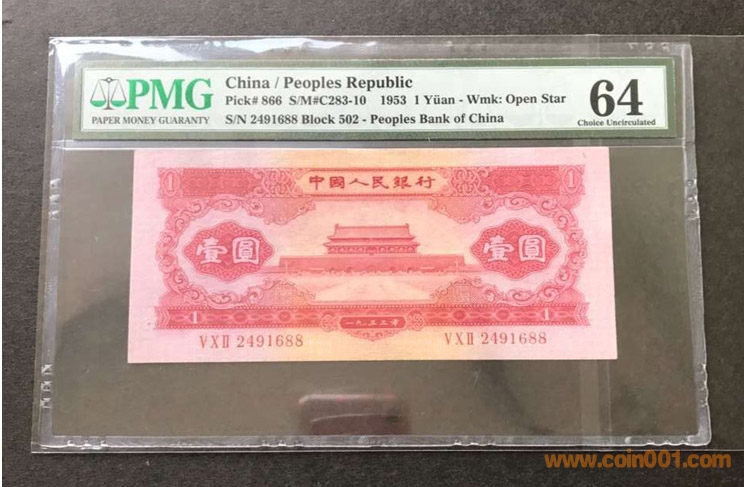 PMG
PAPER MONEY GUARANTY
China / Peoples Republic
Pick# 866 S/M#C283-10 1953 1 Yüan - Wmk: Open Star
S/N 2491688 Block 502 - Peoples Bank of China
64
Choice Uncirculated
1 中國人民銀行 1
壹圓 壹圓
1 一九五三年 1
VXII 2491688 VXII 2491688
www.coin001.com